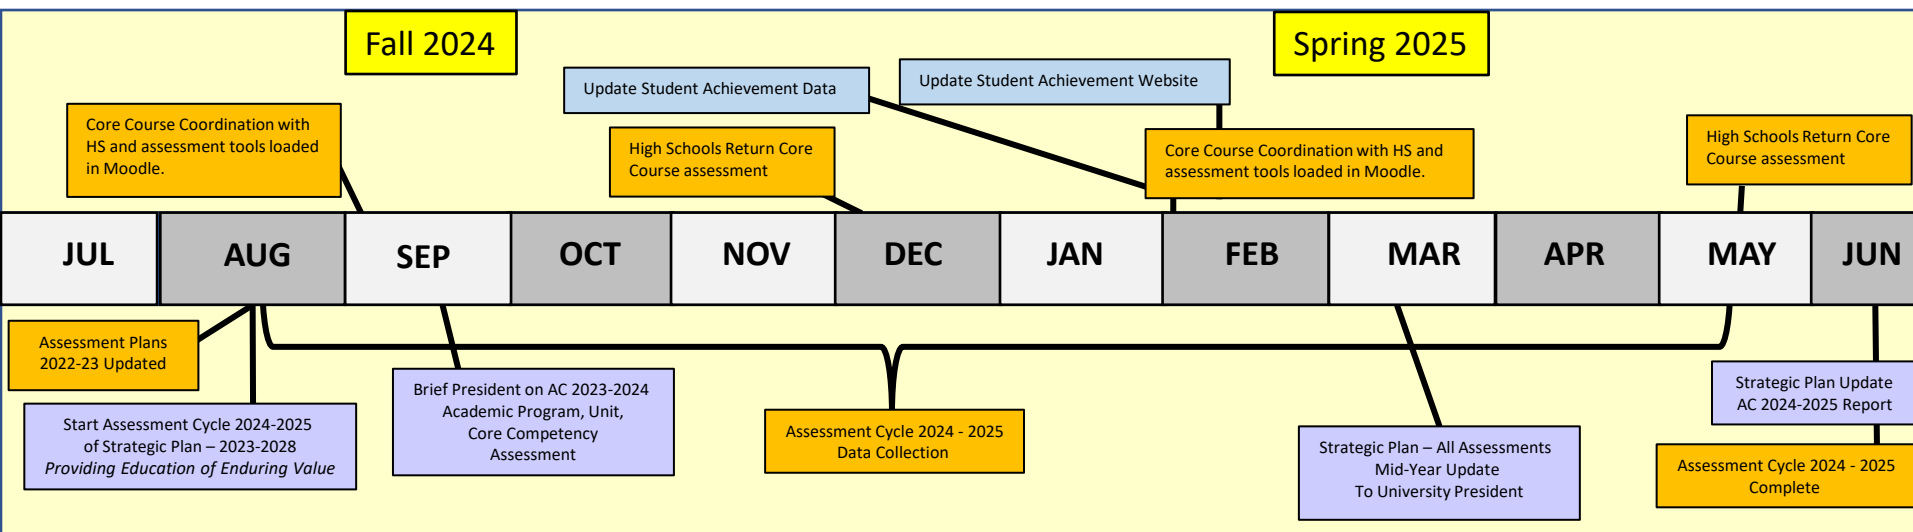 Fall 2024
Spring 2025
Update Student Achievement Data
Update Student Achievement Website
Core Course Coordination with
HS and assessment tools loaded
in Moodle.
High Schools Return Core
Course assessment
Core Course Coordination with HS and
assessment tools loaded in Moodle.
High Schools Return Core
Course assessment
JUL
AUG
SEP
OCT
NOV
DEC
JAN
FEB
MAR
APR
MAY
JUN
Assessment Plans
2022-23 Updated
Start Assessment Cycle 2024-2025
of Strategic Plan – 2023-2028
Providing Education of Enduring Value
Brief President on AC 2023-2024
Academic Program, Unit,
Core Competency
Assessment
Assessment Cycle 2024 - 2025
Data Collection
Strategic Plan – All Assessments
Mid-Year Update
To University President
Strategic Plan Update
AC 2024-2025 Report
Assessment Cycle 2024 - 2025
Complete